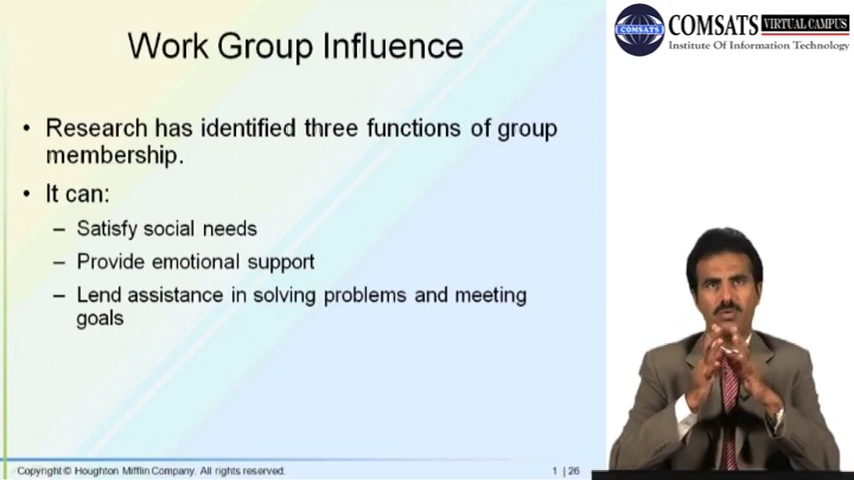 Work Group Influence
• Research has identified three functions of group
membership.
• It can:
– Satisfy social needs
– Provide emotional support
– Lend assistance in solving problems and meeting
goals
Copyright © Houghton Mifflin Company. All rights reserved.
1 | 26
COMSATS
COMSATS VIRTUAL CAMPUS
Institute Of Information Technology